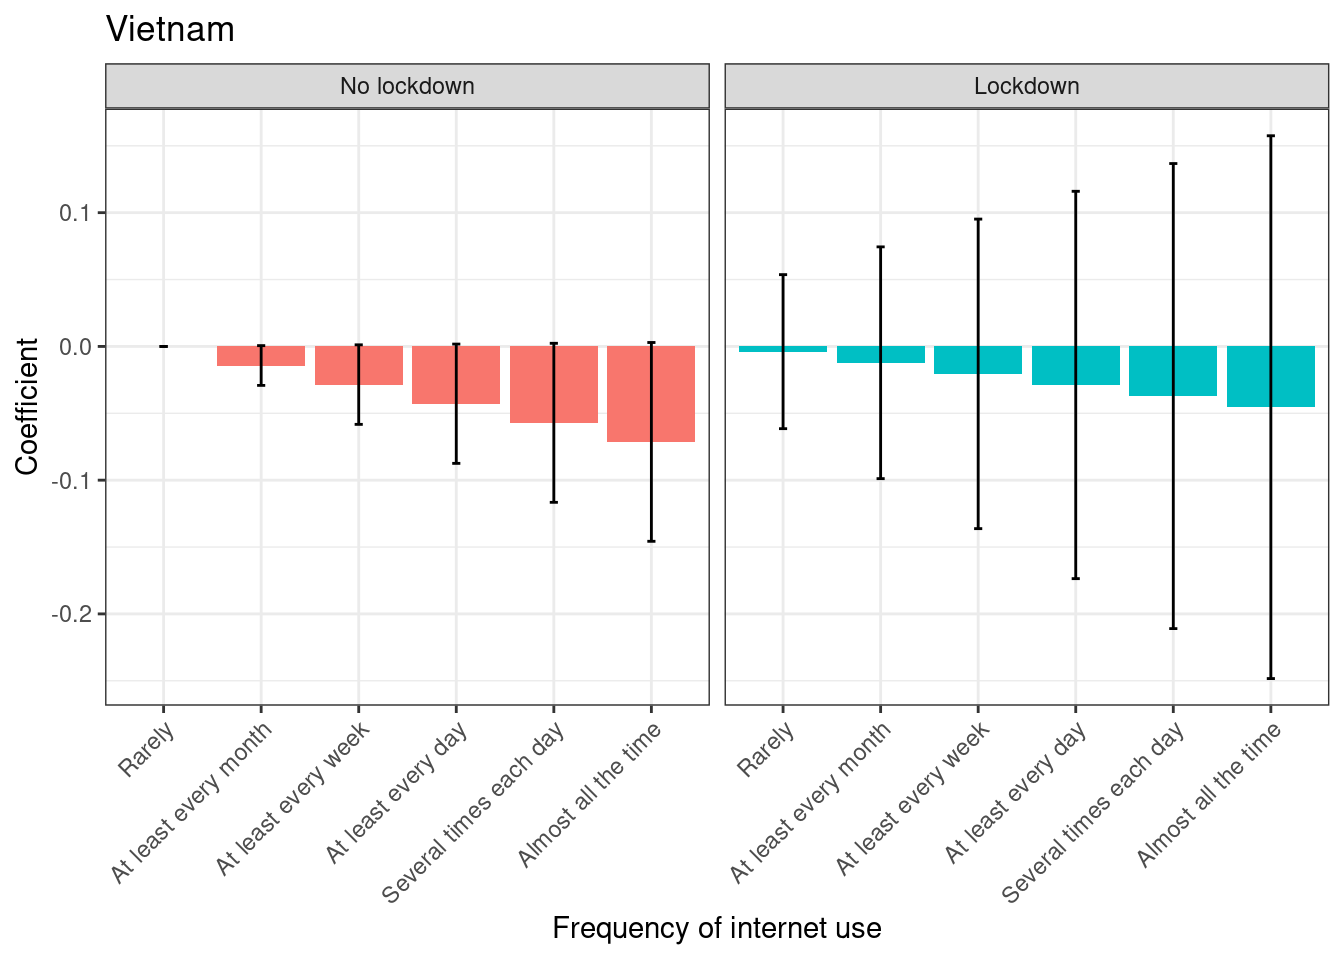 Vietnam
No lockdown
Lockdown
Coefficient
0.1
0.0
-0.1
-0.2
Rarely
At least every month
At least every week
At least every day
Several times each day
Almost all the time
Rarely
At least every month
At least every week
At least every day
Several times each day
Almost all the time
Frequency of internet use